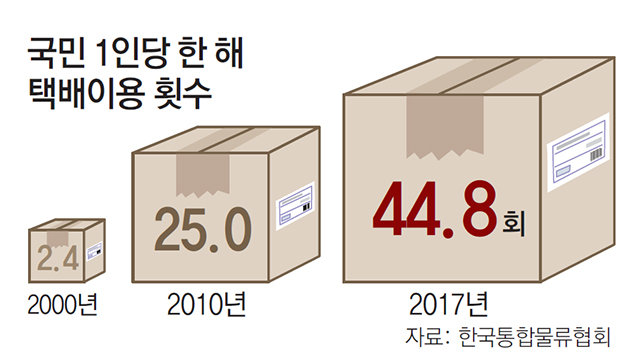 국민 1인당 한 해
택배이용 횟수
2.4
25.0
44.8회
2000년
2010년
2017년
자료: 한국통합물류협회